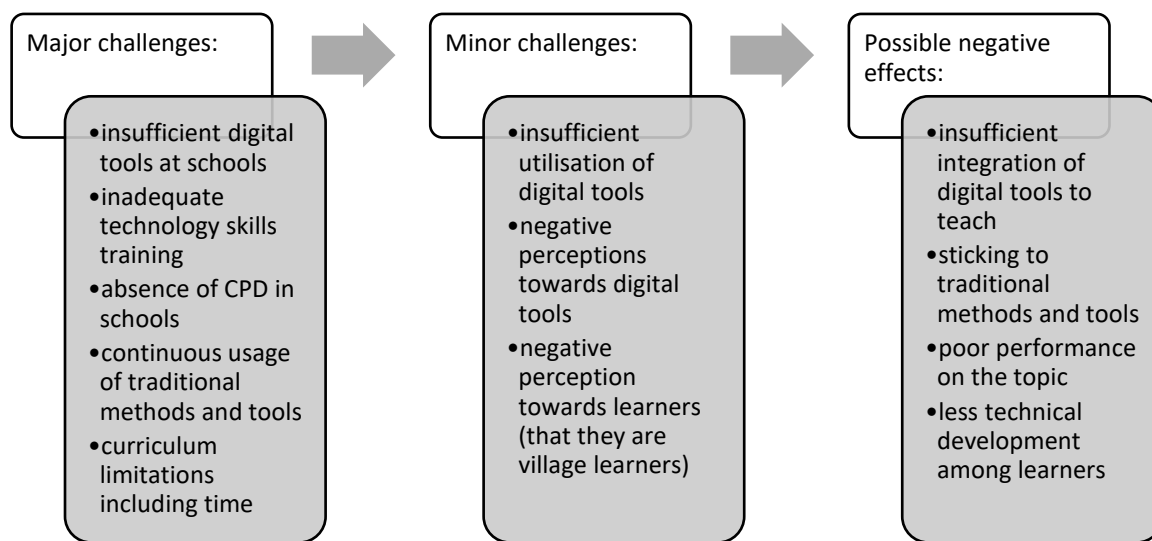 Major challenges:
•insufficient digital
tools at schools
•inadequate
technology skills
training
•absence of CPD in
schools
•continuous usage
of traditional
methods and tools
•curriculum
limitations
including time
Minor challenges:
•insufficient
utilisation of
digital tools
•negative
perceptions
towards digital
tools
•negative
perception
towards learners
(that they are
village learners)
Possible negative
effects:
•insufficient
integration of
digital tools to
teach
•sticking to
traditional
methods and tools
•poor performance
on the topic
•less technical
development
among learners